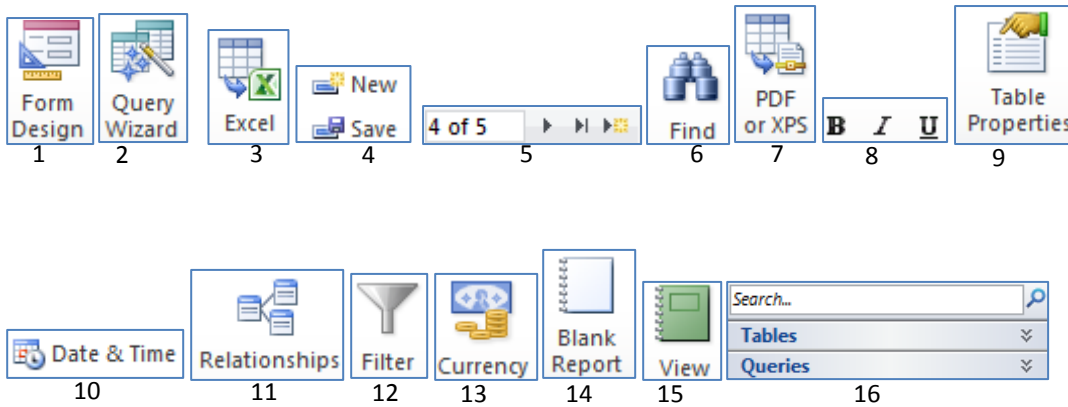 Form Design
Query Wizard
Excel
New
Save
4 of 5
Find
PDF or XPS
B I U
Table Properties
1 2 3 4 5 6 7 8 9
Date & Time
Relationships
Filter
Currency
Blank Report
View
Search...
Tables
Queries
10 11 12 13 14 15 16